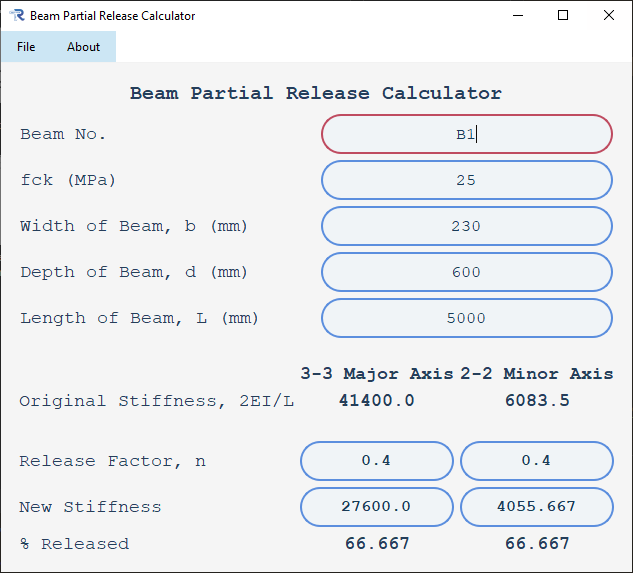 Beam Partial Release Calculator
File About
Beam Partial Release Calculator
Beam No. B1
fck (MPa) 25
Width of Beam, b (mm) 230
Depth of Beam, d (mm) 600
Length of Beam, L (mm) 5000
3-3 Major Axis 2-2 Minor Axis
Original Stiffness, 2EI/L 41400.0 6083.5
Release Factor, n 0.4 0.4
New Stiffness 27600.0 4055.667
% Released 66.667 66.667